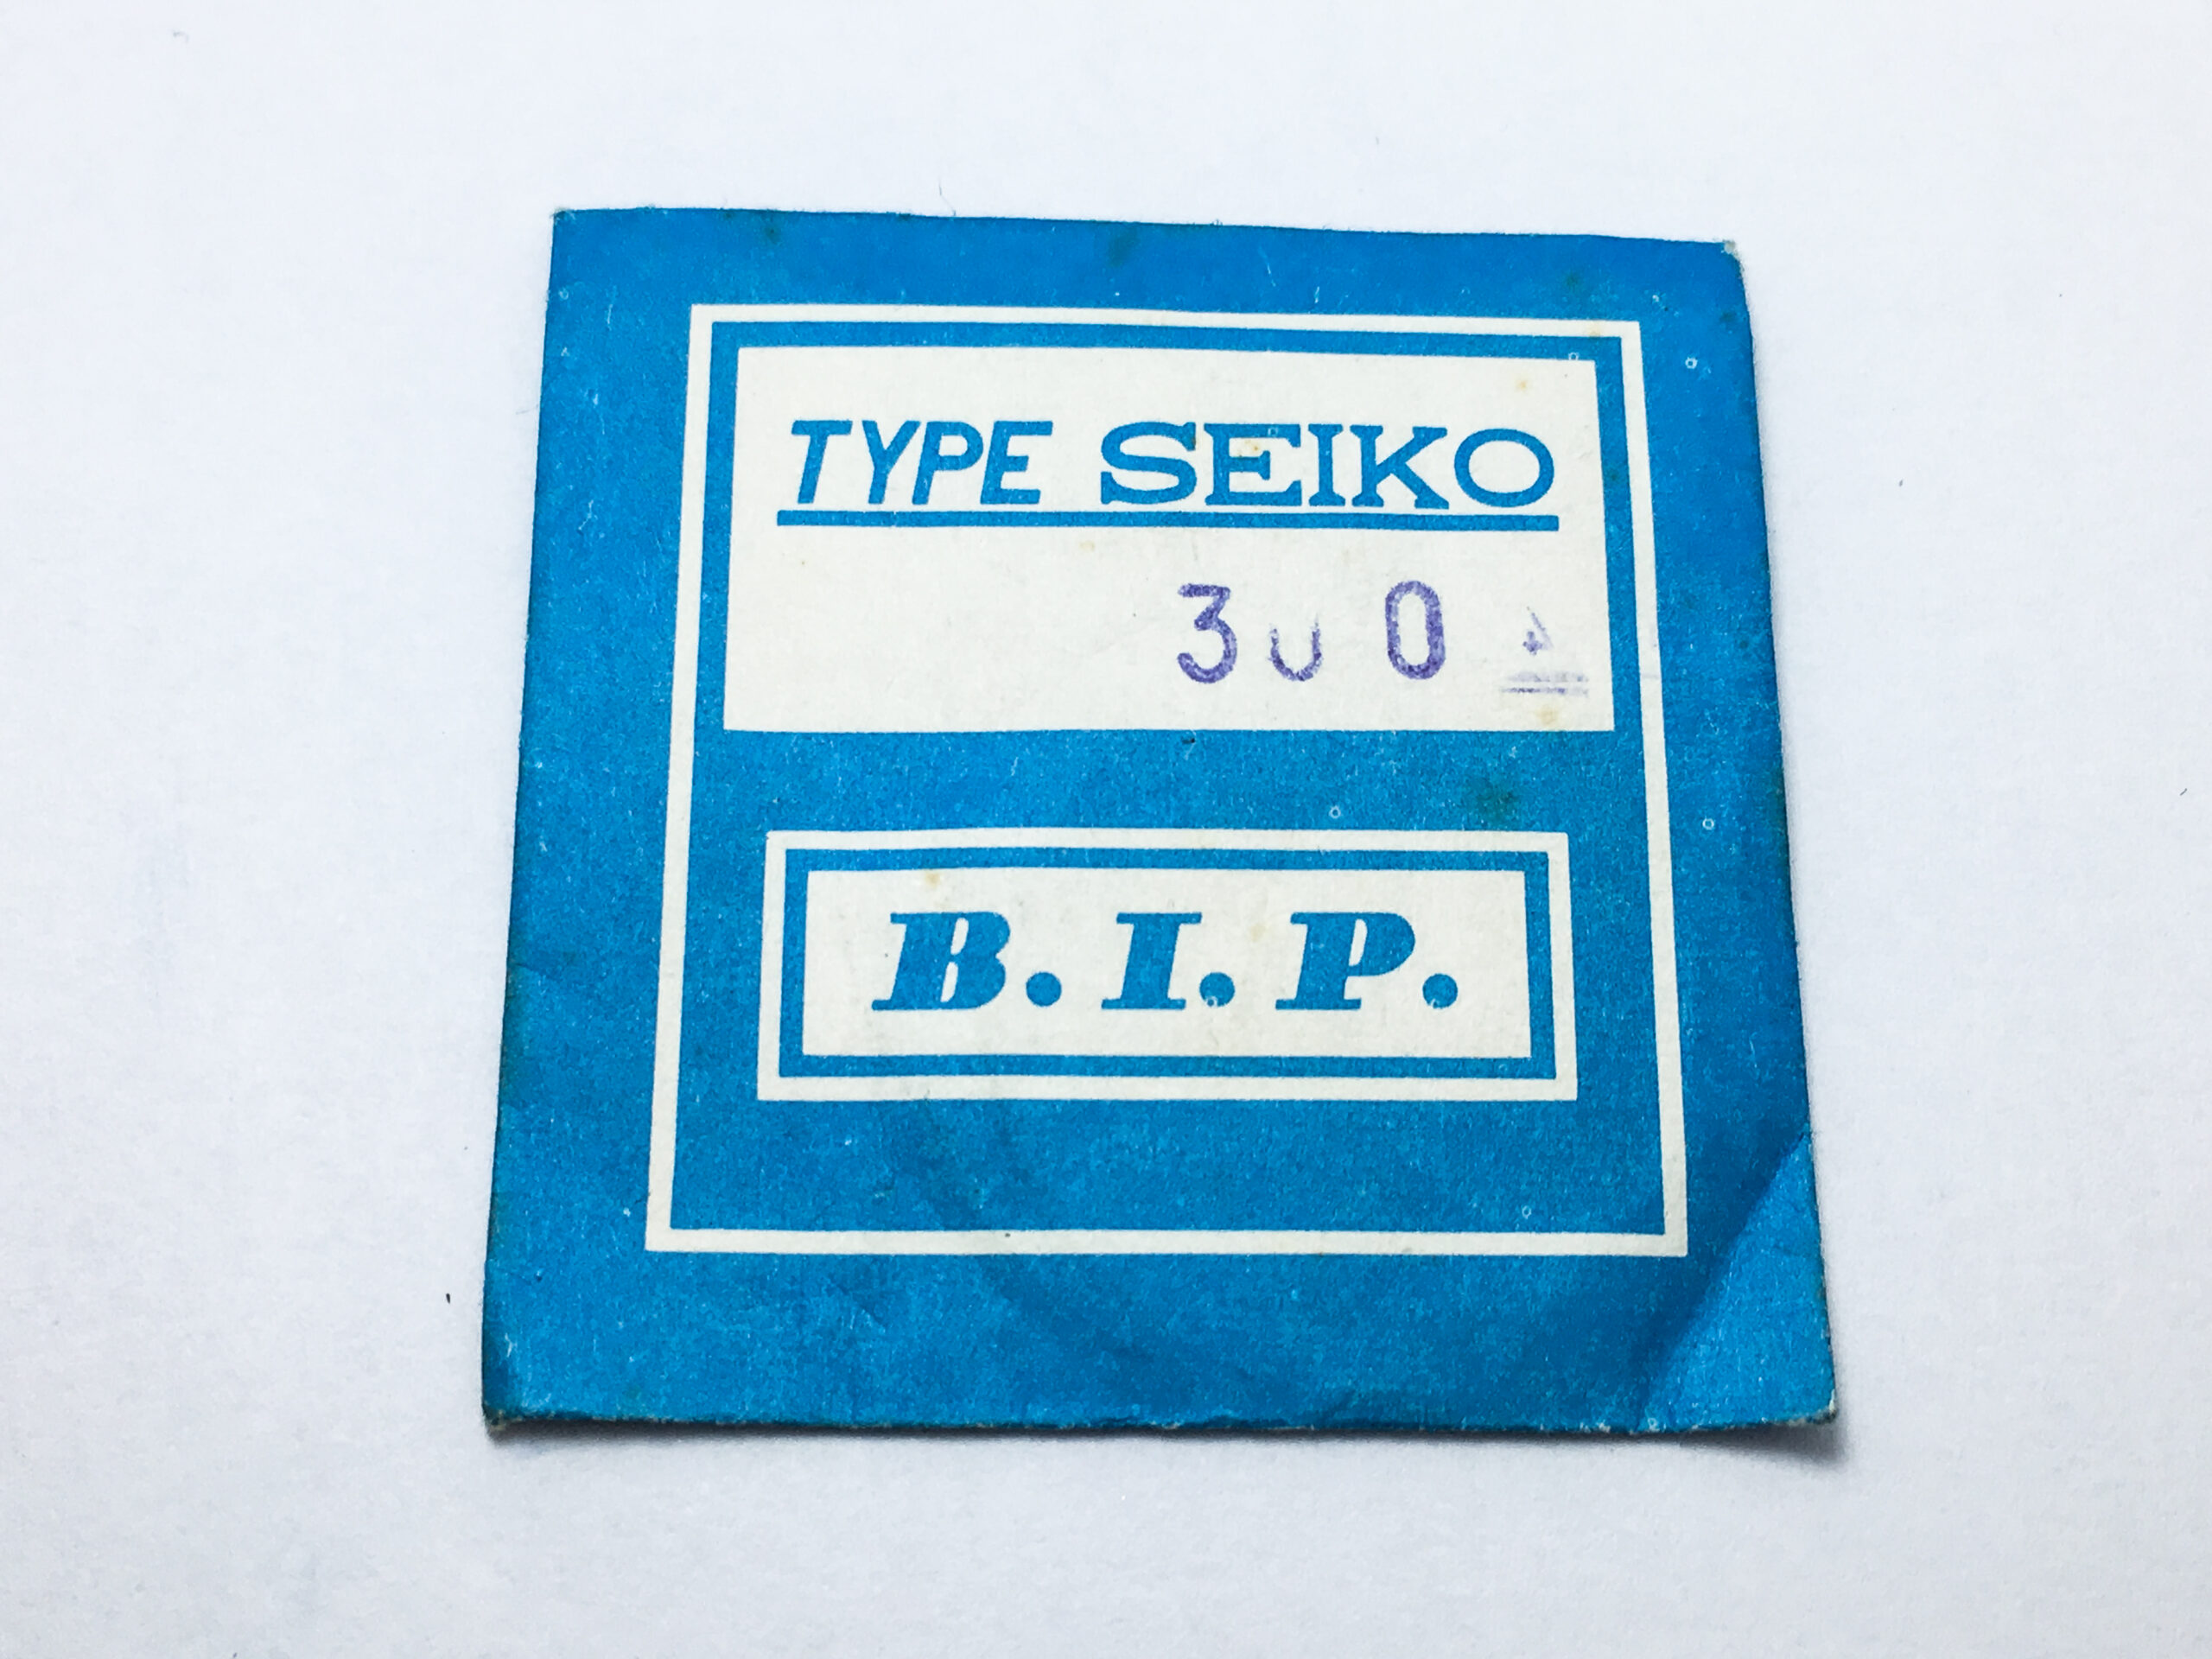 TYPE SEIKO
300
B.I.P.